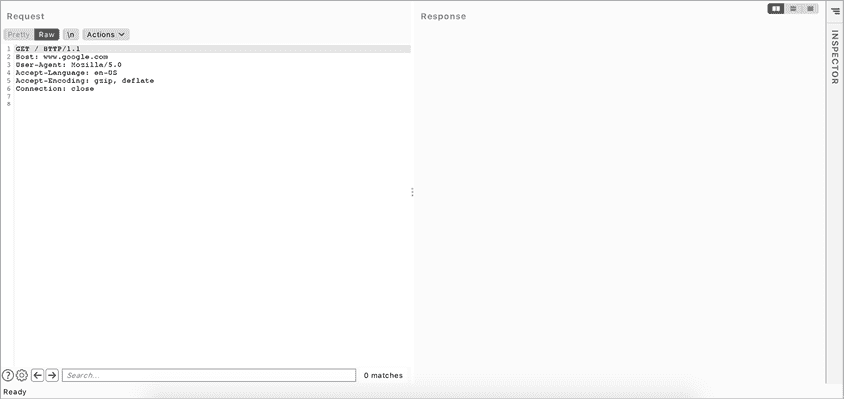 Request
Pretty Raw \n Actions
1 GET / HTTP/1.1
2 Host: www.google.com
3 User-Agent: Mozilla/5.0
4 Accept-Language: en-US
5 Accept-Encoding: gzip, deflate
6 Connection: close
7
8
? Search... 0 matches
Ready
Response
INSPECTOR